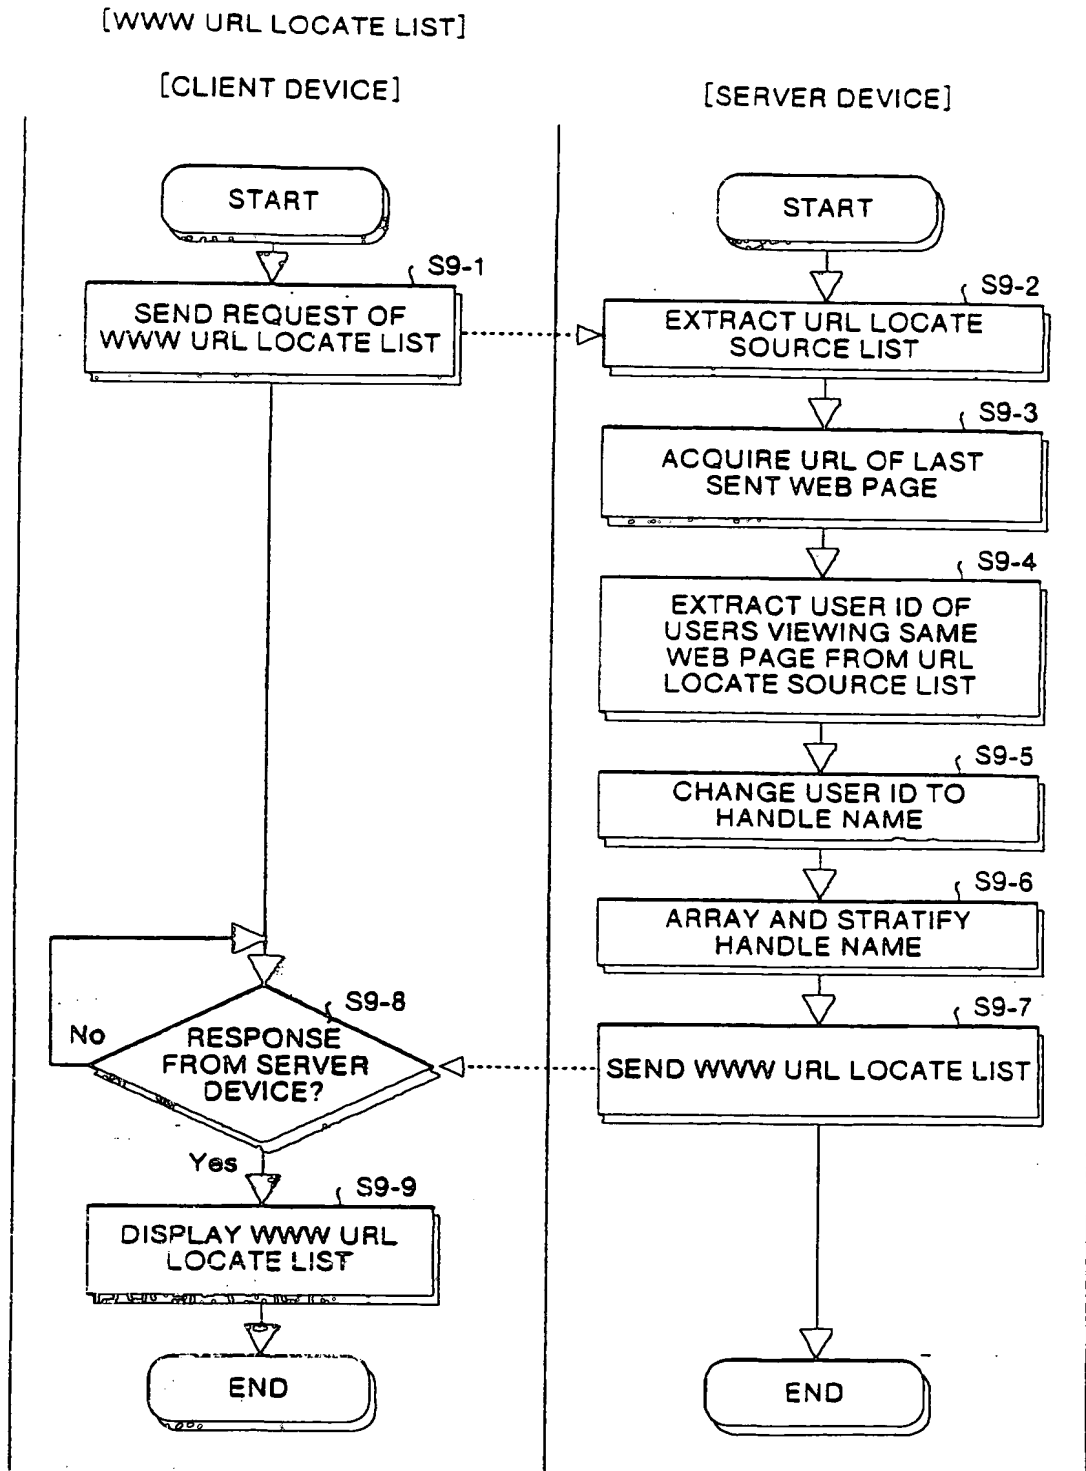 [WWW URL LOCATE LIST]
[CLIENT DEVICE]
[SERVER DEVICE]
START
S9-1
SEND REQUEST OF
WWW URL LOCATE LIST
START
S9-2
EXTRACT URL LOCATE
SOURCE LIST
S9-3
ACQUIRE URL OF LAST
SENT WEB PAGE
S9-4
EXTRACT USER ID OF
USERS VIEWING SAME
WEB PAGE FROM URL
LOCATE SOURCE LIST
S9-5
CHANGE USER ID TO
HANDLE NAME
S9-6
ARRAY AND STRATIFY
HANDLE NAME
S9-7
SEND WWW URL LOCATE LIST
S9-8
No
RESPONSE
FROM SERVER
DEVICE?
Yes
S9-9
DISPLAY WWW URL
LOCATE LIST
END
END